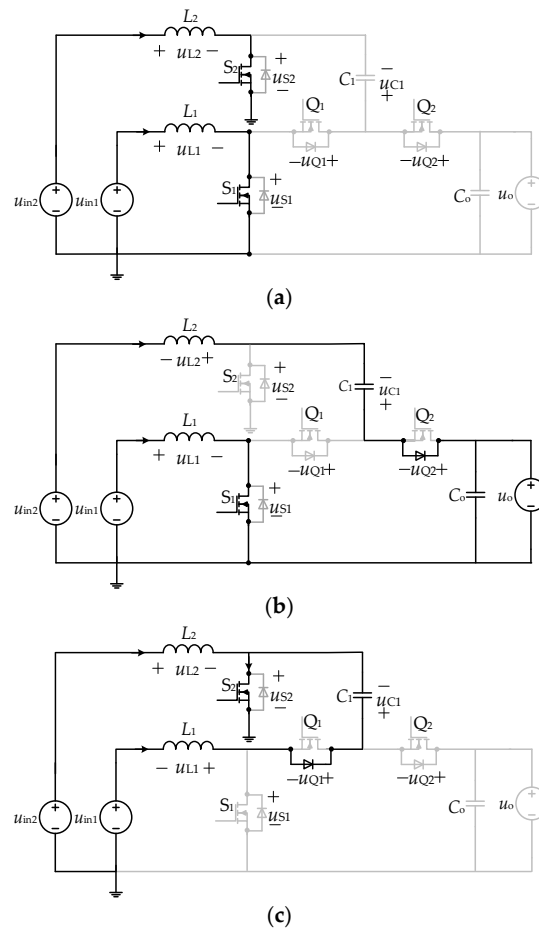 L2
+ uL2 −
S2
+
uS2
−
C1
−
uC1
+
L1
+ uL1 −
Q1
−uQ1+
Q2
−uQ2+
S1
+
uS1
−
uin2
+
−
uin1
+
−
Co
uo
+
−
(a)
L2
− uL2 +
S2
+
uS2
−
C1
−
uC1
+
L1
+ uL1 −
Q1
−uQ1+
Q2
−uQ2+
S1
+
uS1
−
uin2
+
−
uin1
+
−
Co
uo
+
−
(b)
L2
+ uL2 −
S2
+
uS2
−
C1
−
uC1
+
L1
− uL1 +
Q1
−uQ1+
Q2
−uQ2+
S1
+
uS1
−
uin2
+
−
uin1
+
−
Co
uo
+
−
(c)